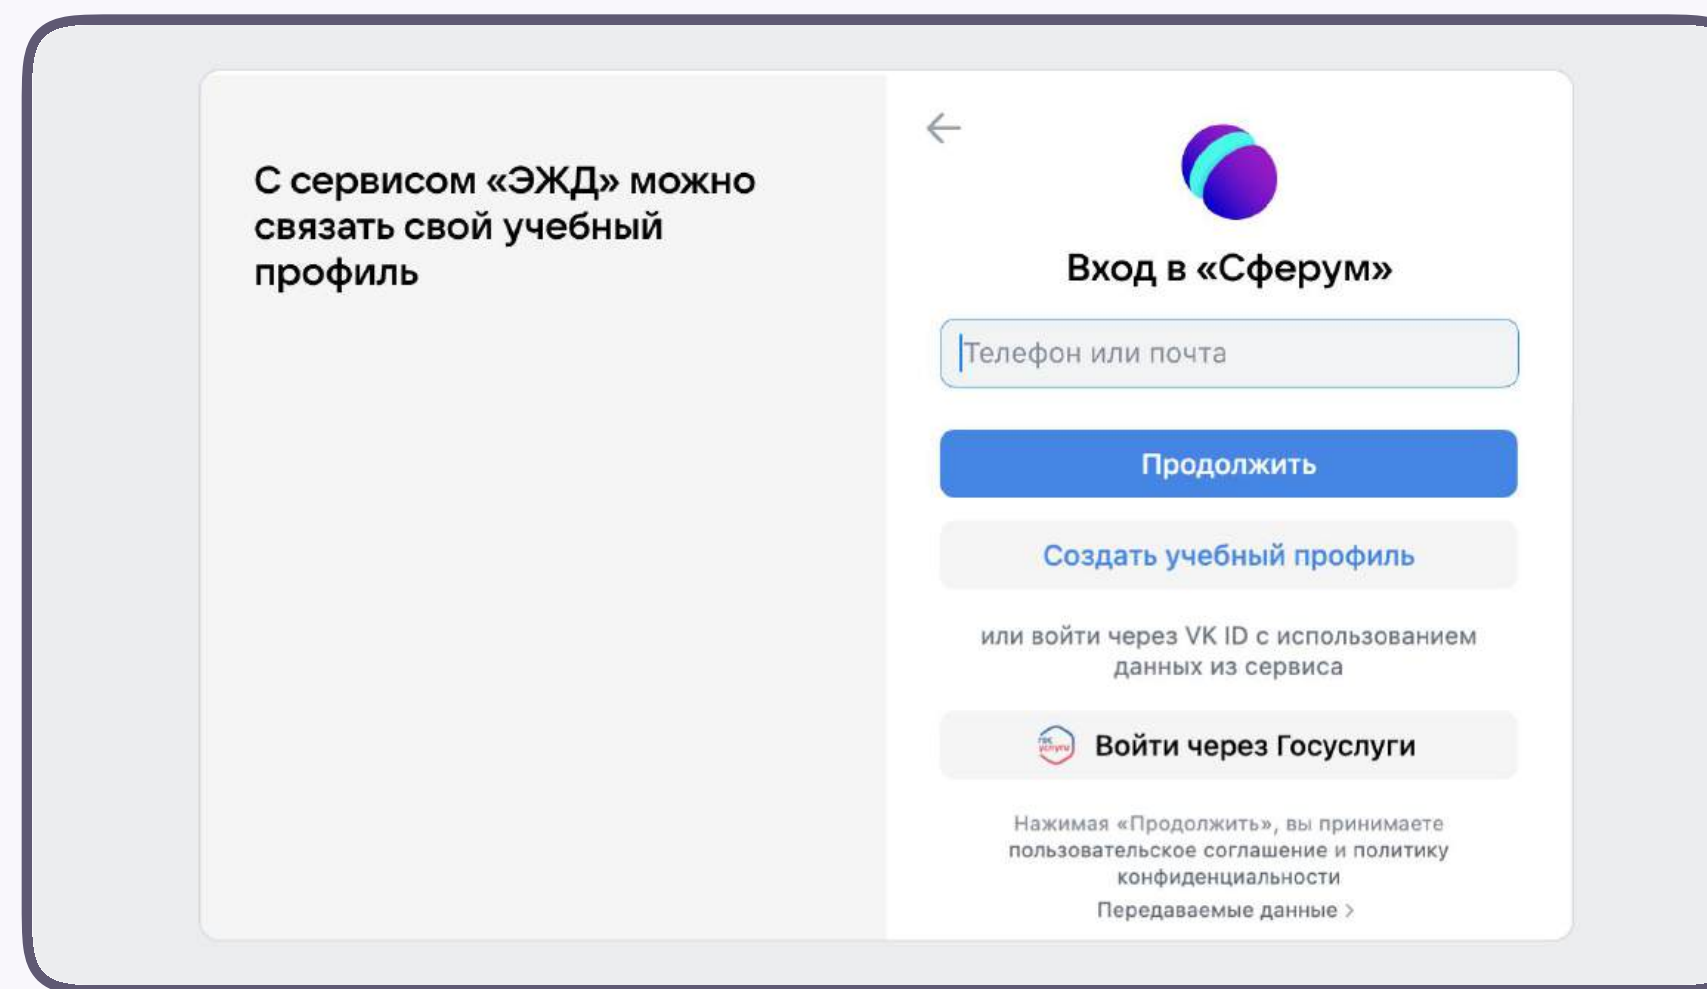 С сервисом «ЭЖД» можно
связать свой учебный
профиль
Вход в «Сферум»
Телефон или почта
Продолжить
Создать учебный профиль
или войти через VK ID с использованием
данных из сервиса
гос
услуги
Войти через Госуслуги
Нажимая «Продолжить», вы принимаете
пользовательское соглашение и политику
конфиденциальности
Передаваемые данные >